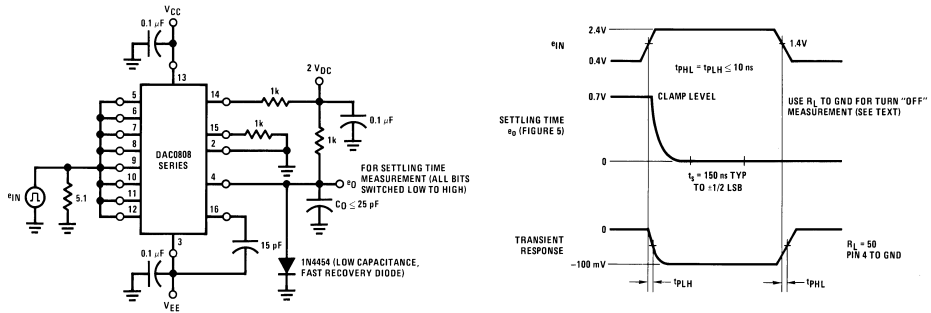 VCC
0.1 μF
13
2 VDC
5
14
1k
6
0.1 μF
7
15
1k
1k
8
DAC0808
SERIES
2
9
FOR SETTLING TIME
MEASUREMENT (ALL BITS
SWITCHED LOW TO HIGH)
4
eO
10
eIN
5.1
11
CO ≤ 25 pF
12
16
3
15 pF
0.1 μF
1N4454 (LOW CAPACITANCE,
FAST RECOVERY DIODE)
VEE
2.4V
eIN
1.4V
0.4V
tPHL = tPLH ≤ 10 ns
0.7V
CLAMP LEVEL
USE RL TO GND FOR TURN "OFF"
MEASUREMENT (SEE TEXT)
SETTLING TIME
eO (FIGURE 5)
0
tS = 150 ns TYP
TO ±1/2 LSB
0
TRANSIENT
RESPONSE
RL = 50
PIN 4 TO GND
−100 mV
tPLH
tPHL